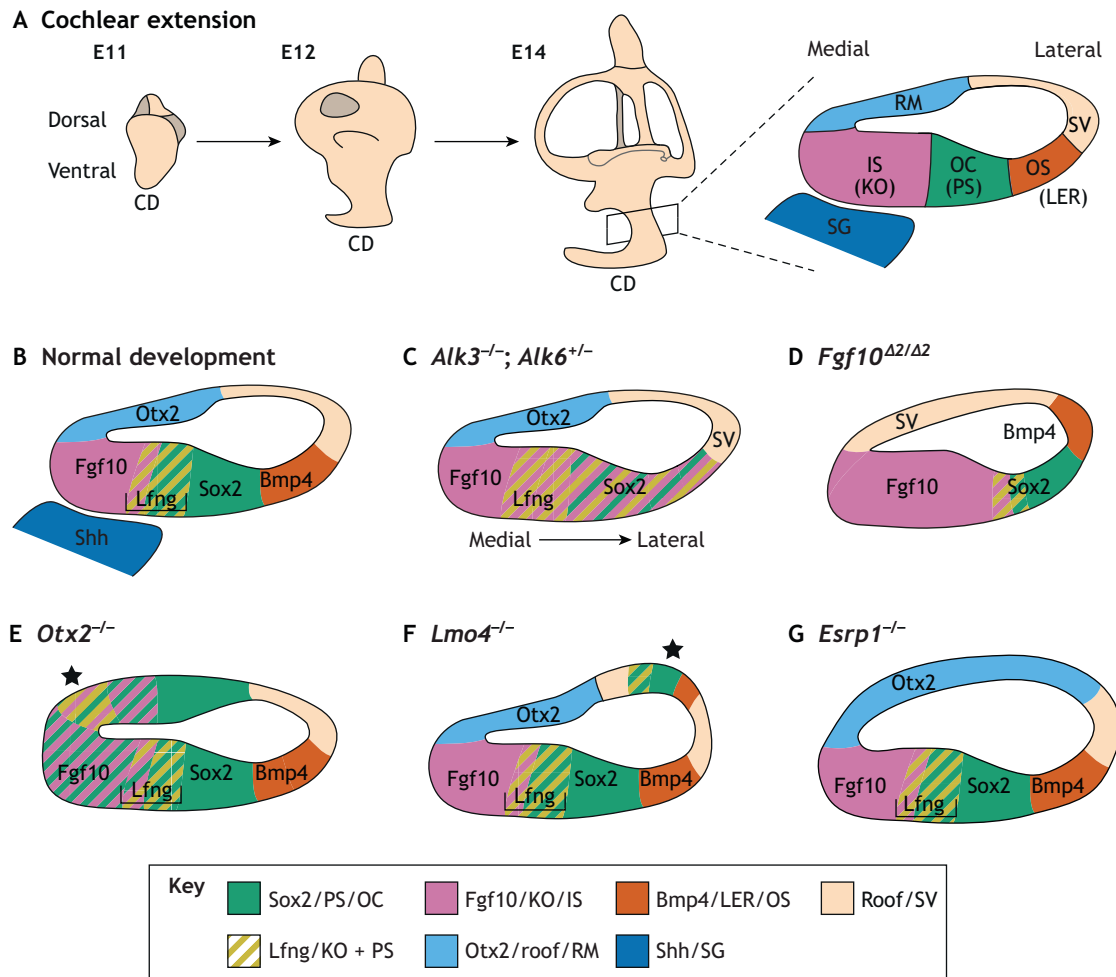 A Cochlear extension
E11
E12
E14
Medial
Lateral
Dorsal
Ventral
CD
CD
CD
RM
SV
IS
(KO)
OC
(PS)
OS
(LER)
SG
B Normal development
Otx2
Fgf10
Lfng
Sox2
Bmp4
Shh
C Alk3–/–; Alk6+/–
Otx2
SV
Fgf10
Lfng
Sox2
Medial
Lateral
D Fgf10Δ2/Δ2
SV
Bmp4
Fgf10
Sox2
E Otx2–/–
Fgf10
Lfng
Sox2
Bmp4
F Lmo4–/–
Otx2
Fgf10
Lfng
Sox2
Bmp4
G Esrp1–/–
Otx2
Fgf10
Lfng
Sox2
Bmp4
Key
Sox2/PS/OC
Fgf10/KO/IS
Bmp4/LER/OS
Roof/SV
Lfng/KO + PS
Otx2/roof/RM
Shh/SG